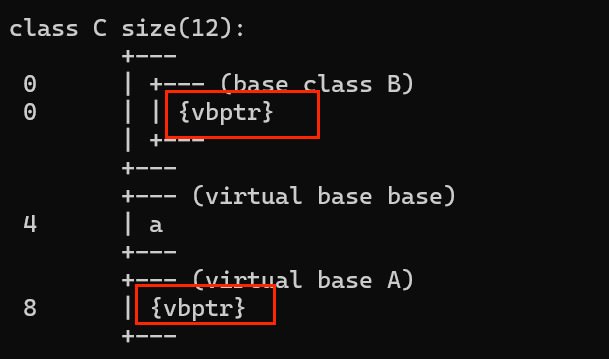 class C size(12):
+---
0 | +--- (base class B)
0 | | {vbptr}
| +---
+---
+--- (virtual base base)
4 | a
+---
+--- (virtual base A)
8 | {vbptr}
+---